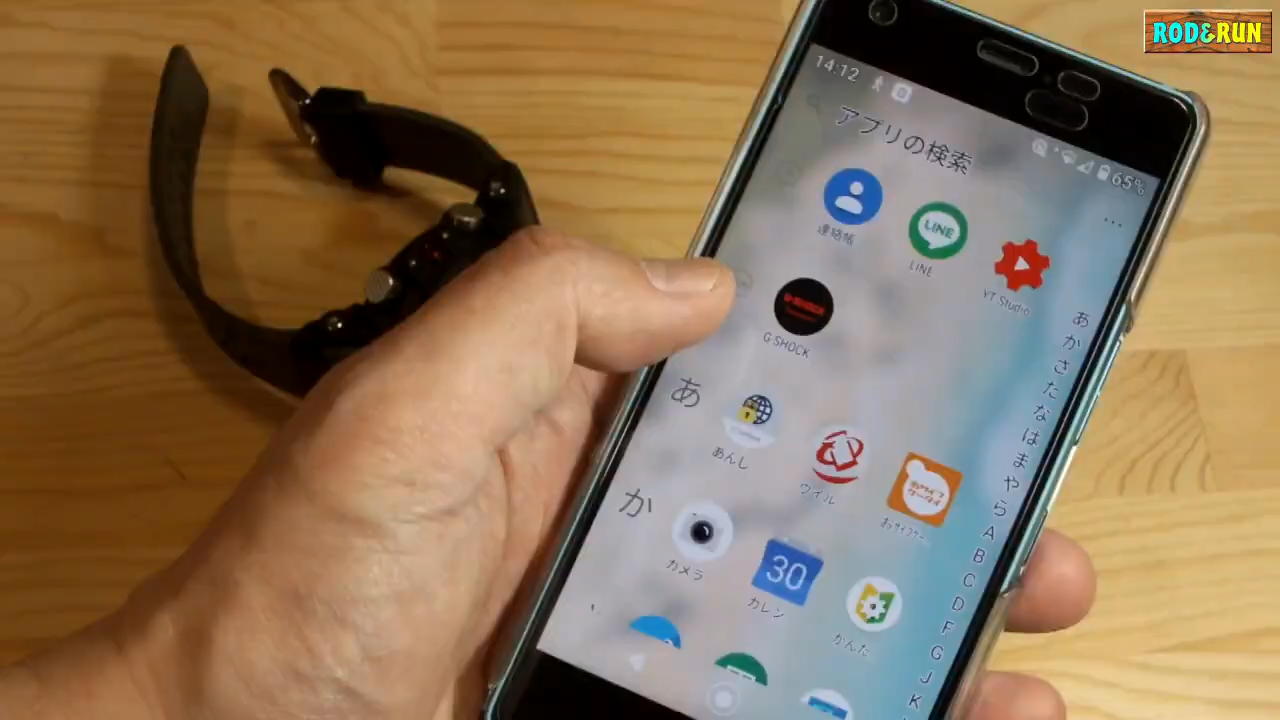 ROD&RUN
14:12
65%
アプリの検索
連絡帳
LINE
LINE
YT Studio
G-SHOCK
G-SHOCK
あ
あんし
ウイル
か
カメラ
30
カレン
かんた
あ
か
さ
た
な
は
ま
や
ら
A
B
C
D
F
G
J
K